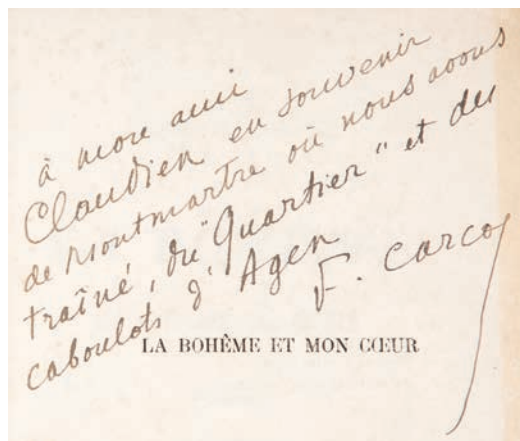 à mon ami
Claudien en souvenir
de Montmartre où nous avons
traîné, du "Quartier" et des
caboulots d'Agen
F. Carco
LA BOHÊME ET MON CŒUR